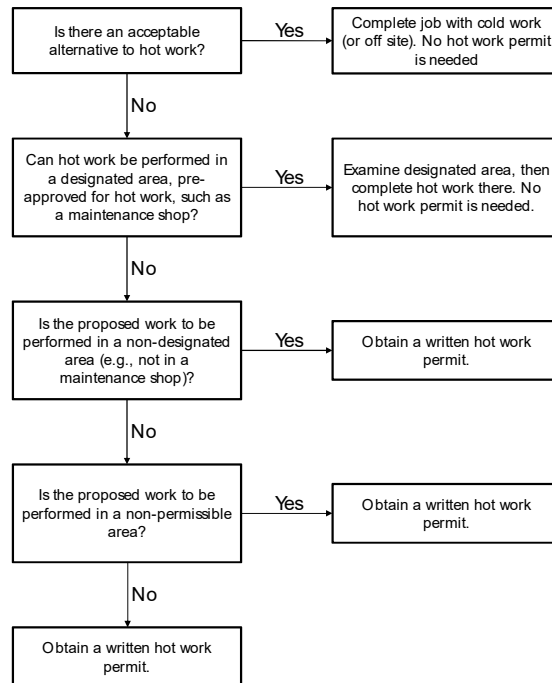 Is there an acceptable
alternative to hot work?
Yes
Complete job with cold work
(or off site). No hot work permit
is needed
No
Can hot work be performed in
a designated area, pre-
approved for hot work, such as
a maintenance shop?
Yes
Examine designated area, then
complete hot work there. No
hot work permit is needed.
No
Is the proposed work to be
performed in a non-designated
area (e.g., not in a
maintenance shop)?
Yes
Obtain a written hot work
permit.
No
Is the proposed work to be
performed in a non-permissible
area?
Yes
Obtain a written hot work
permit.
No
Obtain a written hot work
permit.